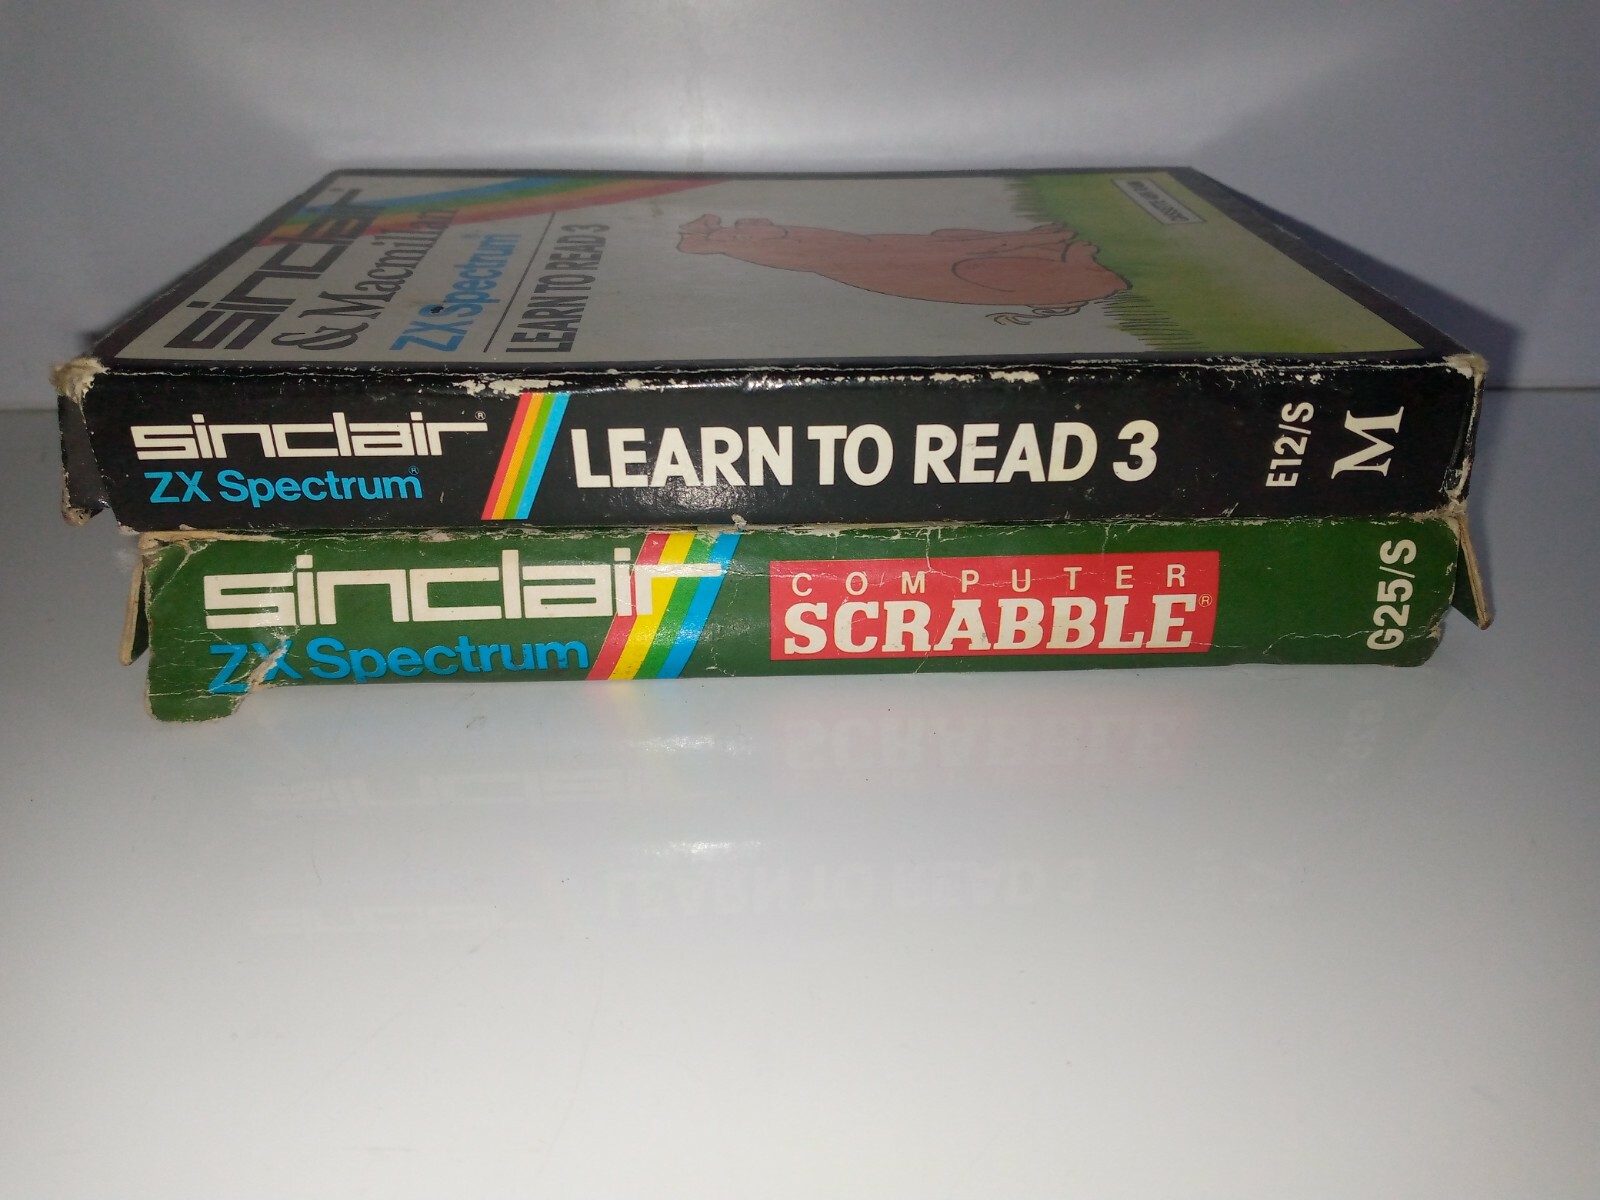 sinclair
& Macmillan
ZX Spectrum
LEARN TO READ 3
sinclair®
ZX Spectrum®
LEARN TO READ 3
E12/S
M
sinclair
ZX Spectrum
COMPUTER
SCRABBLE®
G25/S